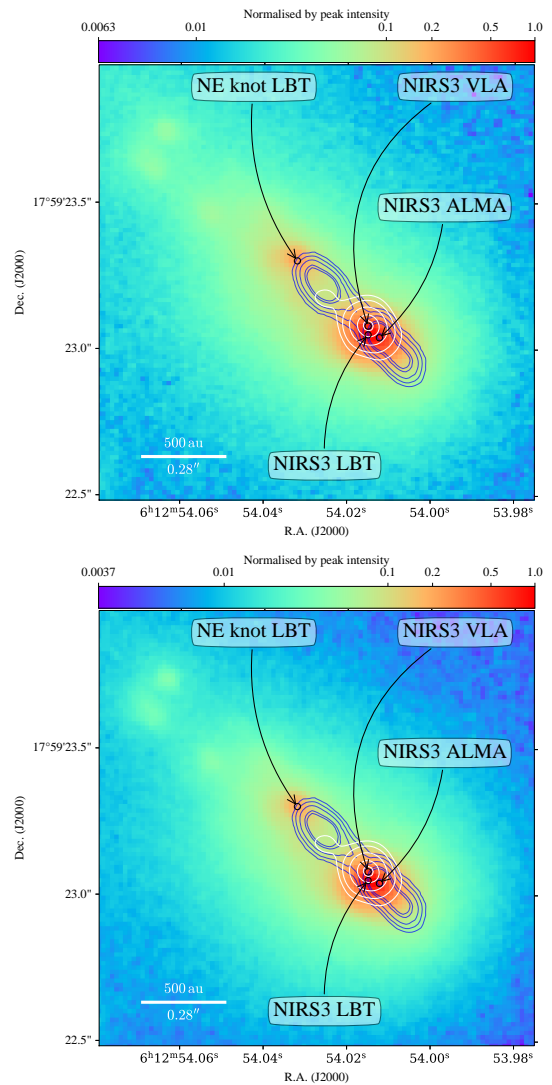 Normalised by peak intensity
0.0063 0.01 0.1 0.2 0.5 1.0
NE knot LBT NIRS3 VLA
17°59'23.5"
NIRS3 ALMA
Dec. (J2000)
23.0"
500 au
0.28″
NIRS3 LBT
22.5"
6ʰ12ᵐ54.06ˢ 54.04ˢ 54.02ˢ 54.00ˢ 53.98ˢ
R.A. (J2000)
Normalised by peak intensity
0.0037 0.01 0.1 0.2 0.5 1.0
NE knot LBT NIRS3 VLA
17°59'23.5"
NIRS3 ALMA
Dec. (J2000)
23.0"
500 au
0.28″
NIRS3 LBT
22.5"
6ʰ12ᵐ54.06ˢ 54.04ˢ 54.02ˢ 54.00ˢ 53.98ˢ
R.A. (J2000)